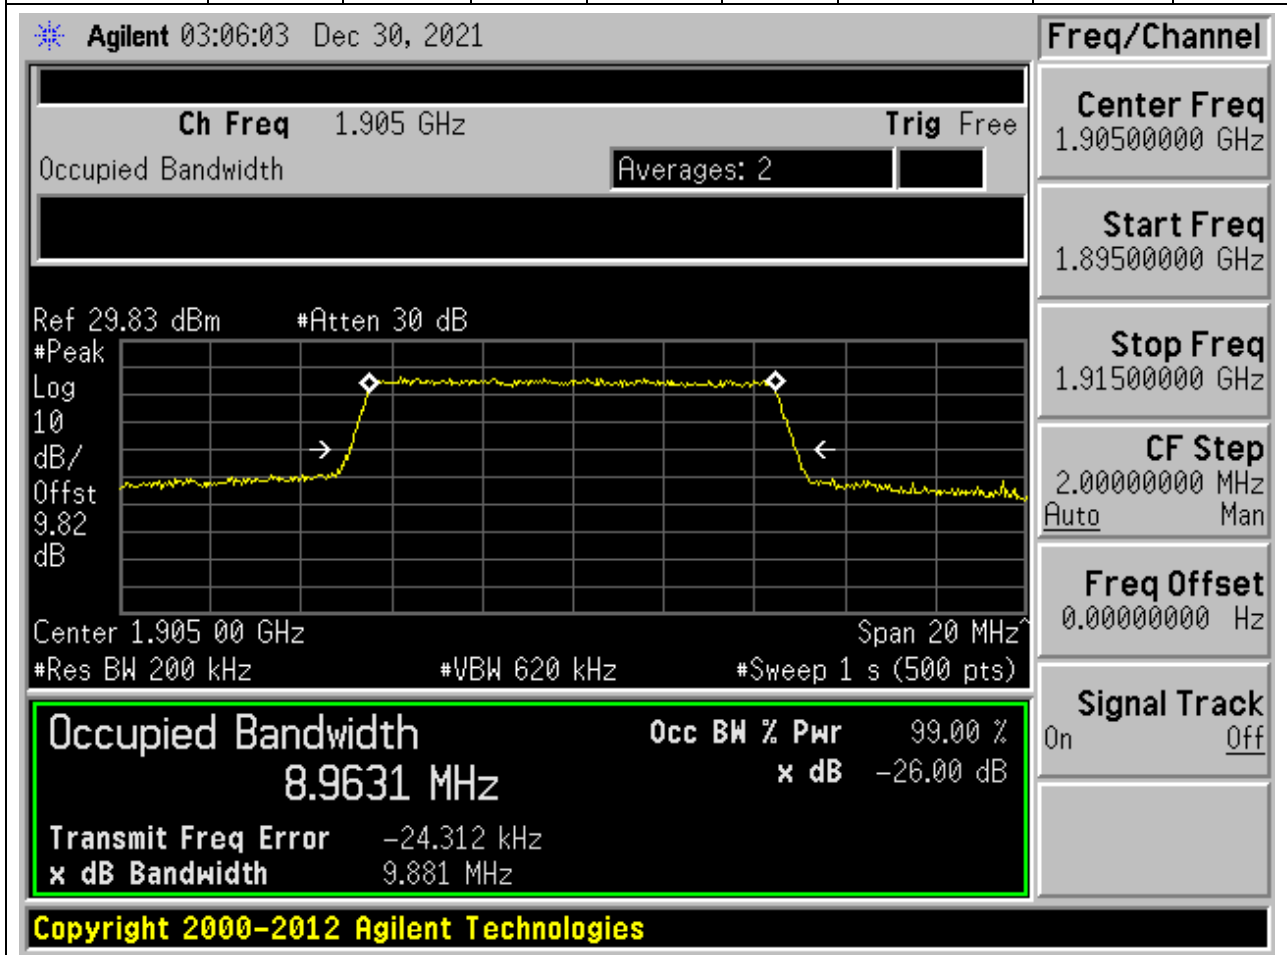 Agilent 03:06:03 Dec 30, 2021
Freq/Channel
Ch Freq 1.905 GHz Trig Free
Occupied Bandwidth Averages: 2
Ref 29.83 dBm #Atten 30 dB
#Peak
Log
10
dB/
Offst
9.82
dB
Center 1.905 00 GHz Span 20 MHz^
#Res BW 200 kHz #VBW 620 kHz #Sweep 1 s (500 pts)
Occupied Bandwidth Occ BW % Pwr 99.00 %
8.9631 MHz x dB -26.00 dB
Transmit Freq Error -24.312 kHz
x dB Bandwidth 9.881 MHz
Center Freq
1.90500000 GHz
Start Freq
1.89500000 GHz
Stop Freq
1.91500000 GHz
CF Step
2.00000000 MHz
Auto Man
Freq Offset
0.00000000 Hz
Signal Track
On Off
Copyright 2000-2012 Agilent Technologies